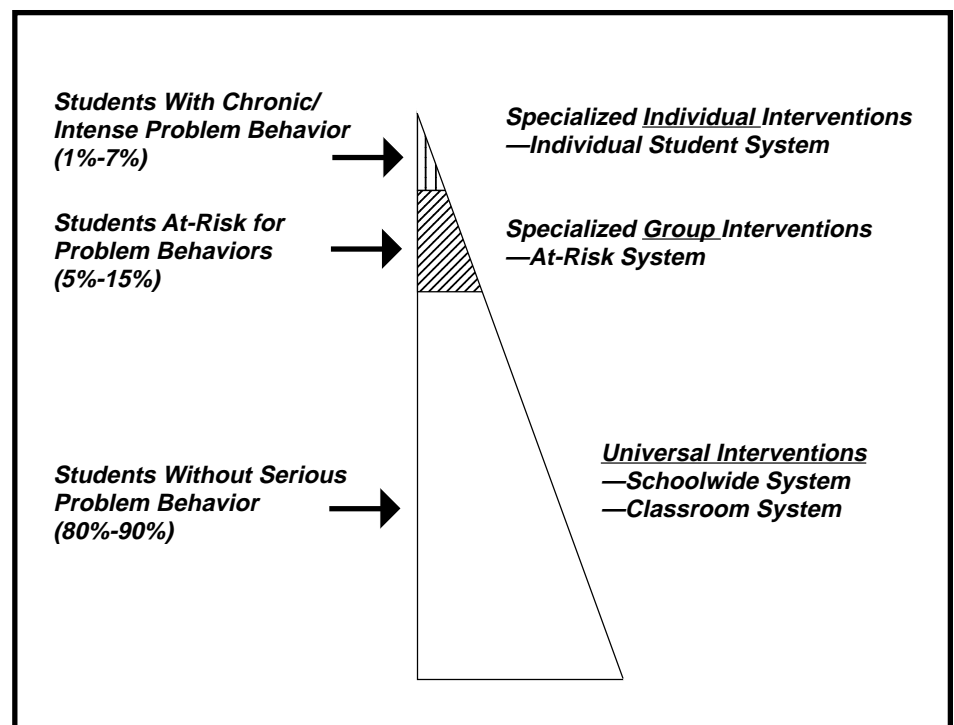 Students With Chronic/
Intense Problem Behavior
(1%-7%)
Specialized Individual Interventions
—Individual Student System
Students At-Risk for
Problem Behaviors
(5%-15%)
Specialized Group Interventions
—At-Risk System
Students Without Serious
Problem Behavior
(80%-90%)
Universal Interventions
—Schoolwide System
—Classroom System